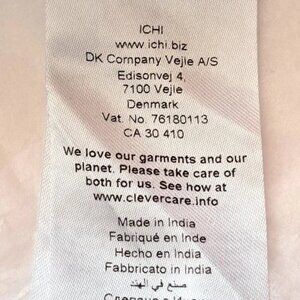 ICHI
www.ichi.biz
DK Company Vejle A/S
Edisonvej 4,
7100 Vejle
Denmark
Vat. No. 76180113
CA 30 410
We love our garments and our
planet. Please take care of
both for us. See how at
www.clevercare.info
Made in India
Fabriqué en Inde
Hecho en India
Fabbricato in India
صنع في الهند